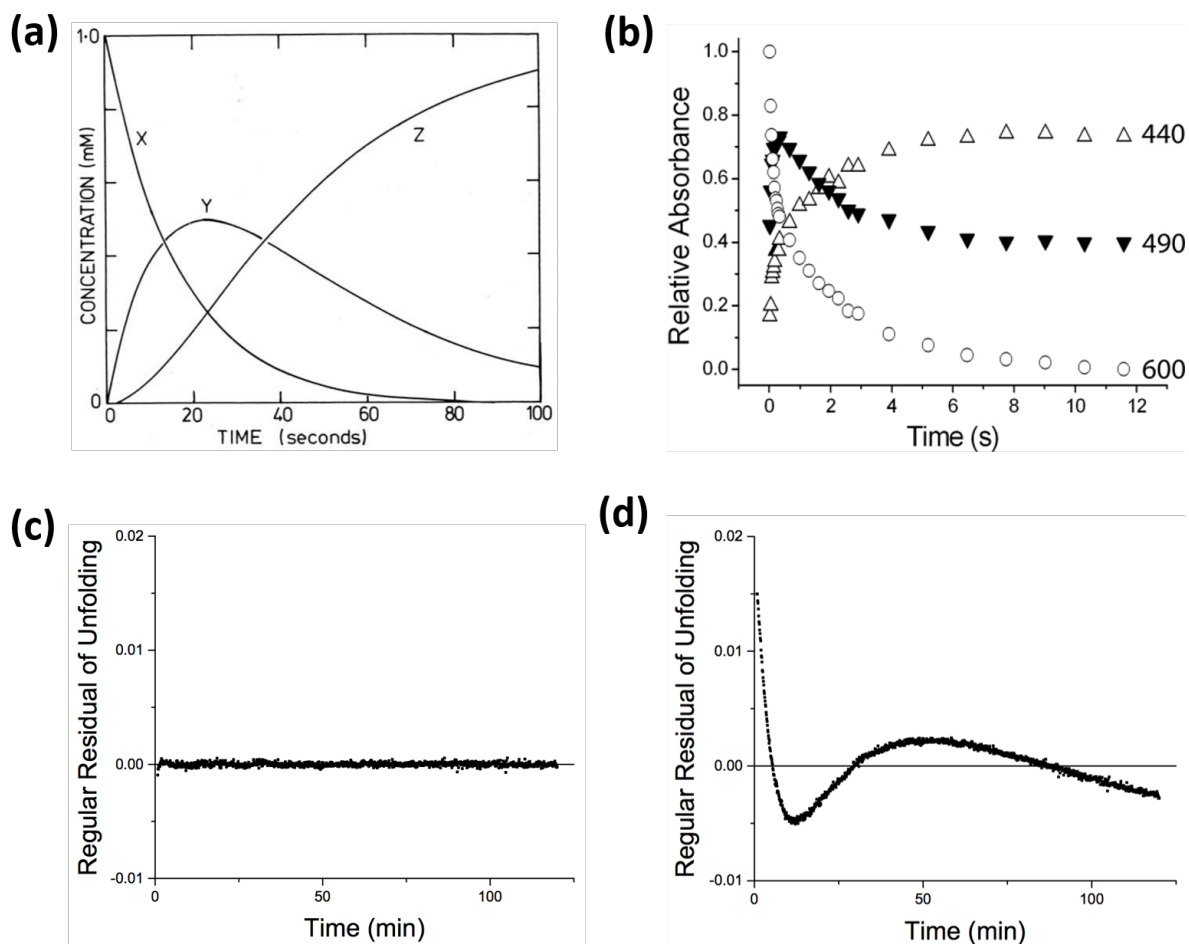 (a)
1·0
X
Y
Z
CONCENTRATION (mM)
0
0 20 40 60 80 100
TIME (seconds)
(b)
1.0
0.8
0.6
0.4
0.2
0.0
Relative Absorbance
440
490
600
0 2 4 6 8 10 12
Time (s)
(c)
0.02
0.01
0.00
-0.01
Regular Residual of Unfolding
0 50 100
Time (min)
(d)
0.02
0.01
0.00
-0.01
Regular Residual of Unfolding
0 50 100
Time (min)